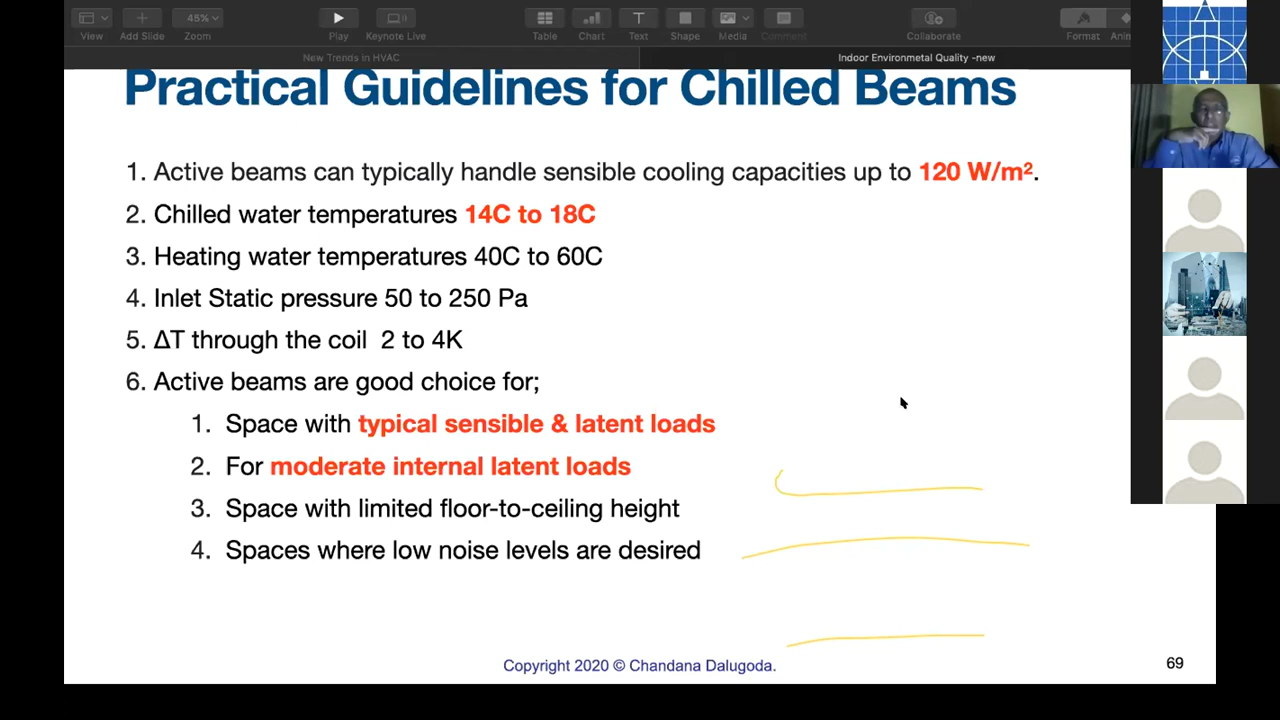 View
Add Slide
45%
Zoom
Play
Keynote Live
Table
Chart
Text
Shape
Media
Comment
Collaborate
Format
Ani
New Trends in HVAC
Indoor Environmetal Quality -new
Practical Guidelines for Chilled Beams
1. Active beams can typically handle sensible cooling capacities up to 120 W/m².
2. Chilled water temperatures 14C to 18C
3. Heating water temperatures 40C to 60C
4. Inlet Static pressure 50 to 250 Pa
5. ΔT through the coil 2 to 4K
6. Active beams are good choice for;
1. Space with typical sensible & latent loads
2. For moderate internal latent loads
3. Space with limited floor-to-ceiling height
4. Spaces where low noise levels are desired
Copyright 2020 © Chandana Dalugoda.
69